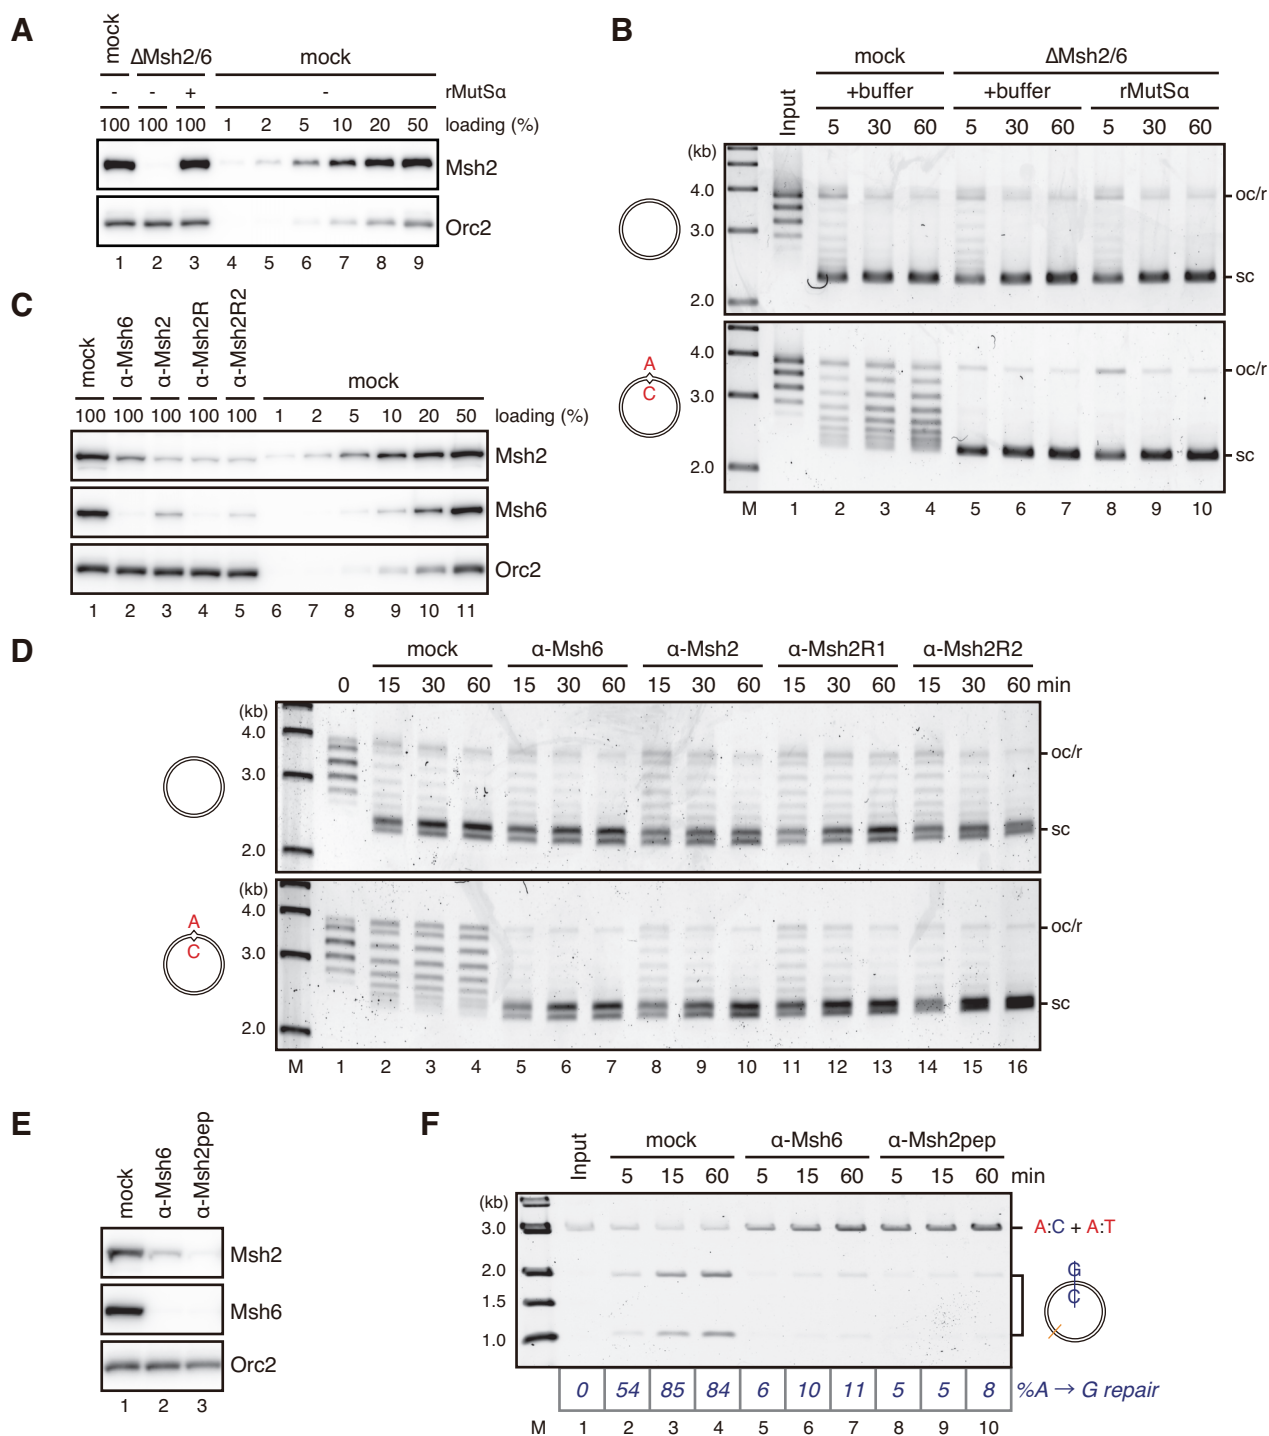 A
mock
ΔMsh2/6
mock
- - + - rMutSα
100 100 100 1 2 5 10 20 50 loading (%)
Msh2
Orc2
1 2 3 4 5 6 7 8 9
B
mock ΔMsh2/6
Input +buffer +buffer rMutSα
5 30 60 5 30 60 5 30 60
(kb)
4.0
3.0
2.0
oc/r
sc
A
C
4.0
3.0
2.0
oc/r
sc
M 1 2 3 4 5 6 7 8 9 10
C
mock α-Msh6 α-Msh2 α-Msh2R α-Msh2R2 mock
100 100 100 100 100 1 2 5 10 20 50 loading (%)
Msh2
Msh6
Orc2
1 2 3 4 5 6 7 8 9 10 11
D
mock α-Msh6 α-Msh2 α-Msh2R1 α-Msh2R2
0 15 30 60 15 30 60 15 30 60 15 30 60 15 30 60 min
(kb)
4.0
3.0
2.0
oc/r
sc
A
C
(kb)
4.0
3.0
2.0
oc/r
sc
M 1 2 3 4 5 6 7 8 9 10 11 12 13 14 15 16
E
mock α-Msh6 α-Msh2pep
Msh2
Msh6
Orc2
1 2 3
F
Input mock α-Msh6 α-Msh2pep
5 15 60 5 15 60 5 15 60 min
(kb)
3.0
2.0
1.5
1.0
A:C + A:T
G
C
0 54 85 84 6 10 11 5 5 8 %A → G repair
M 1 2 3 4 5 6 7 8 9 10